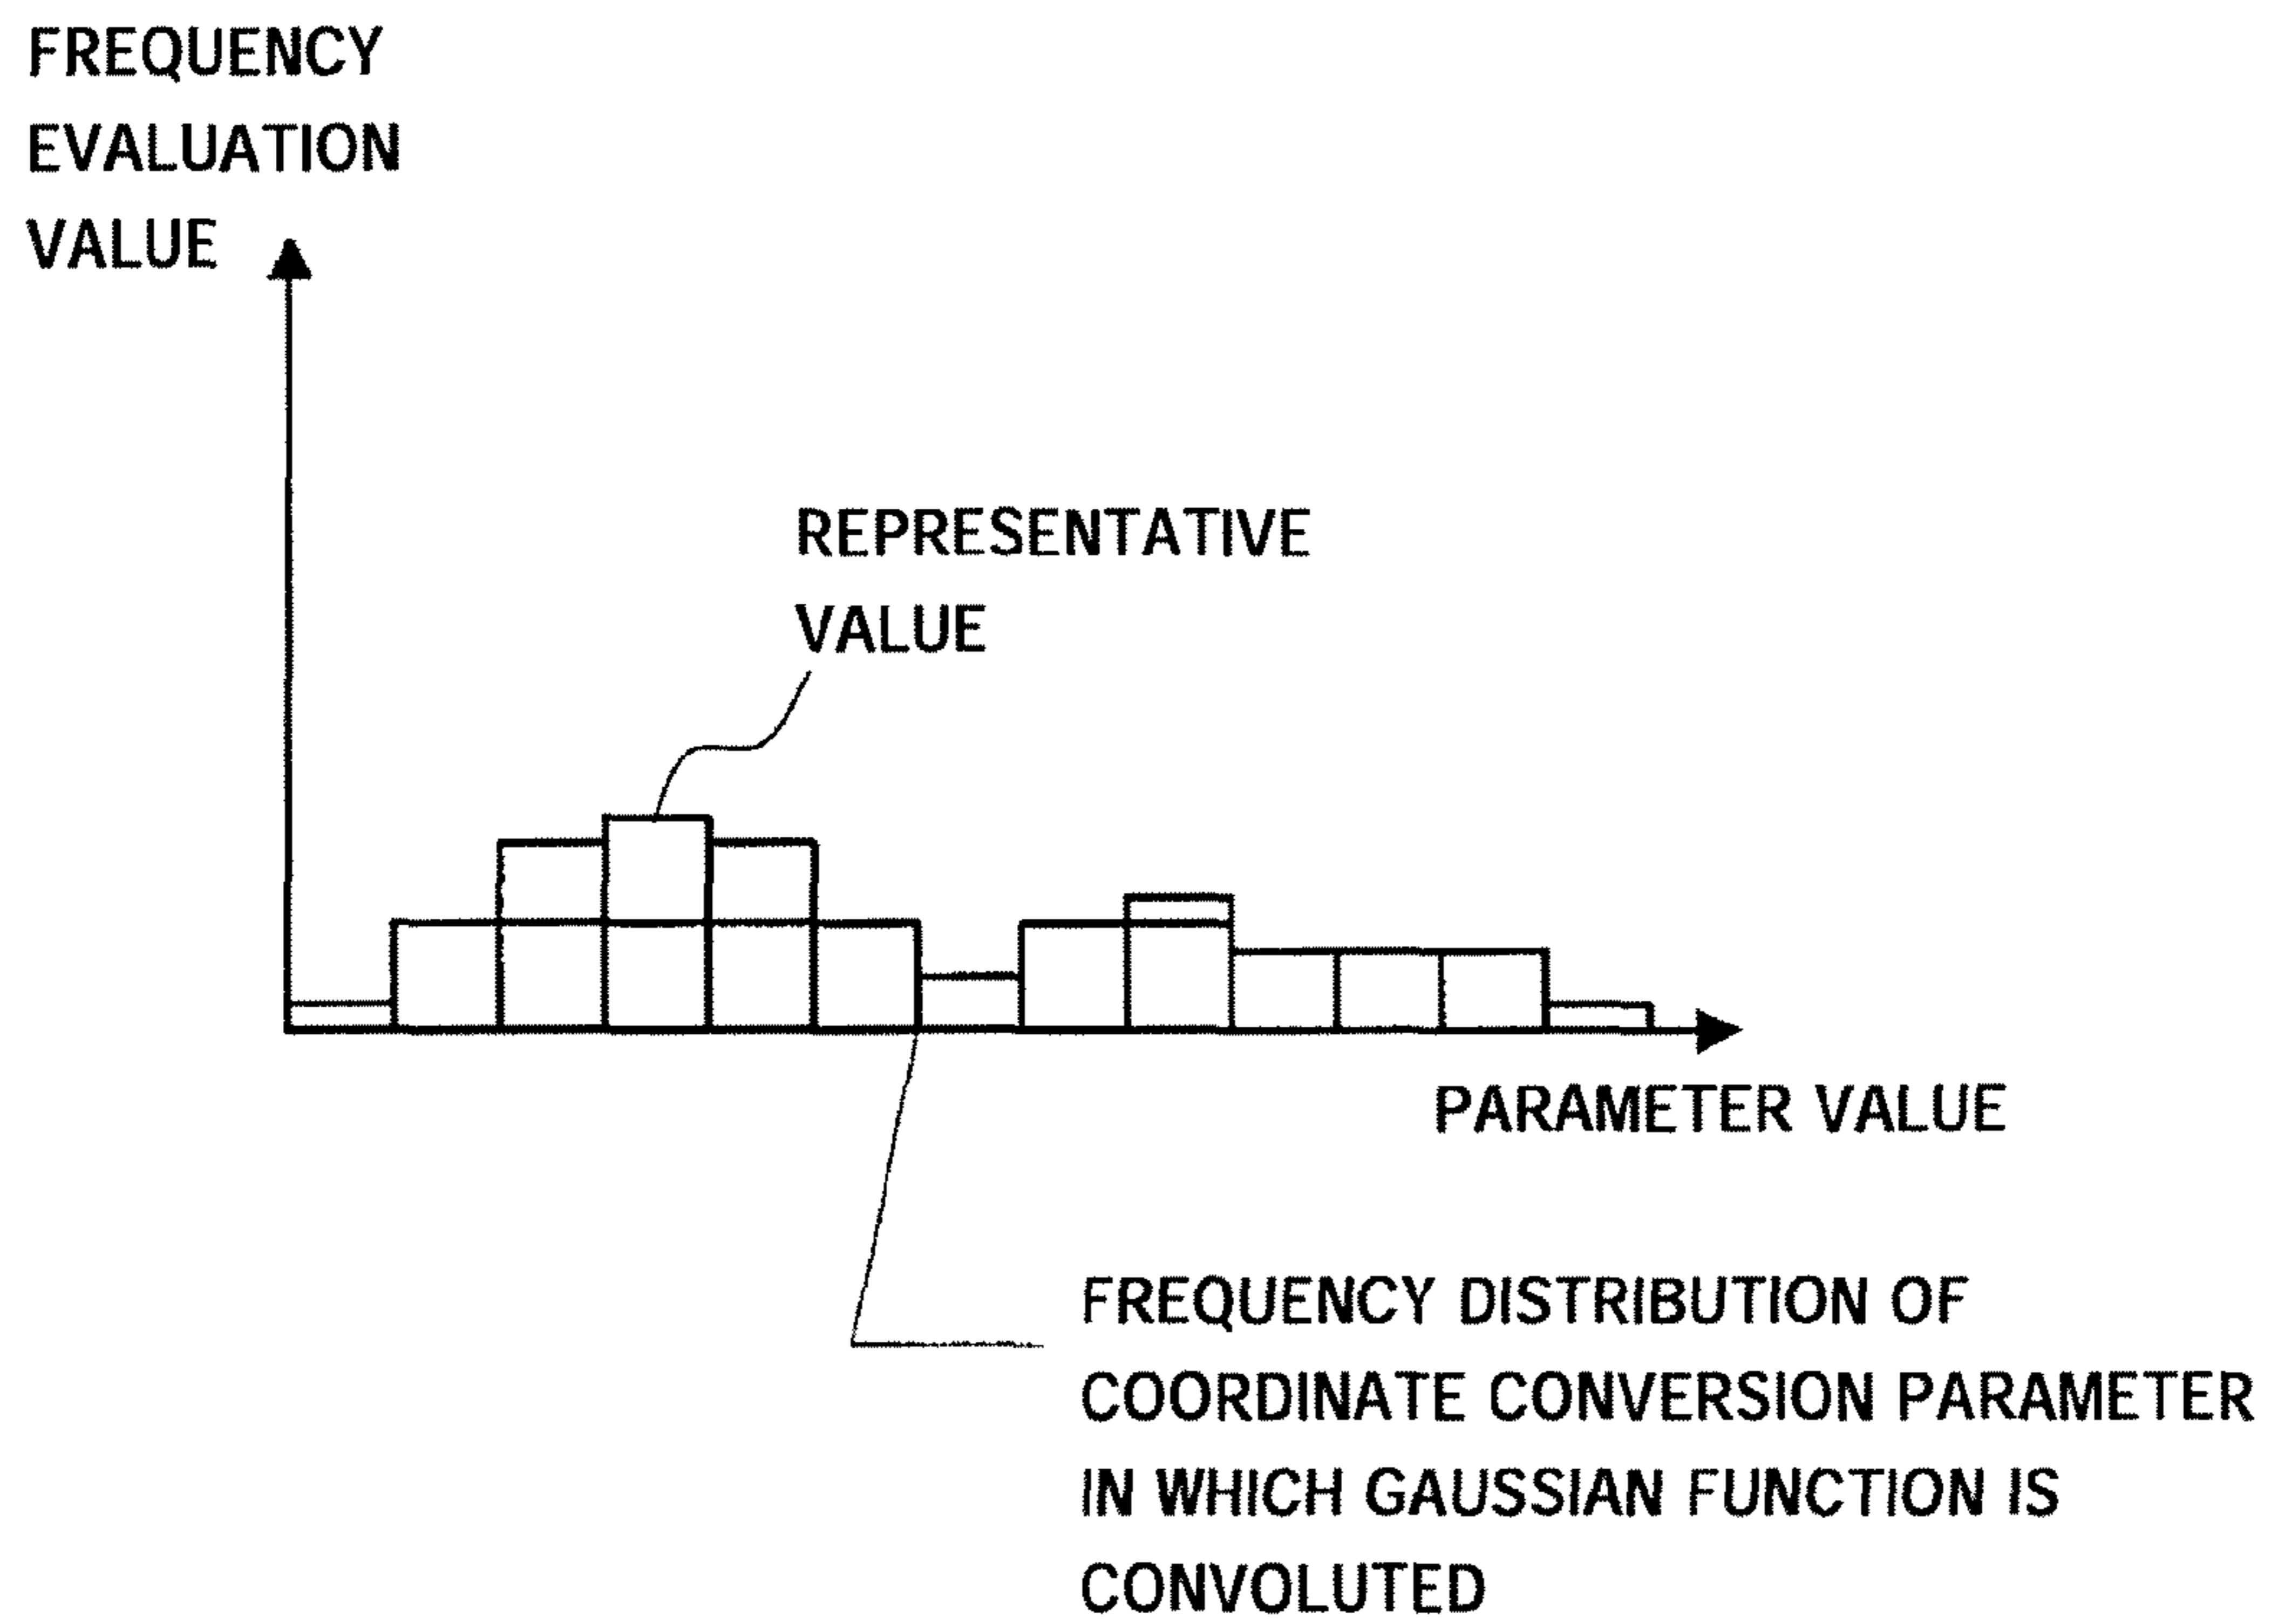 FREQUENCY
EVALUATION
VALUE
REPRESENTATIVE
VALUE
PARAMETER VALUE
FREQUENCY DISTRIBUTION OF
COORDINATE CONVERSION PARAMETER
IN WHICH GAUSSIAN FUNCTION IS
CONVOLUTED